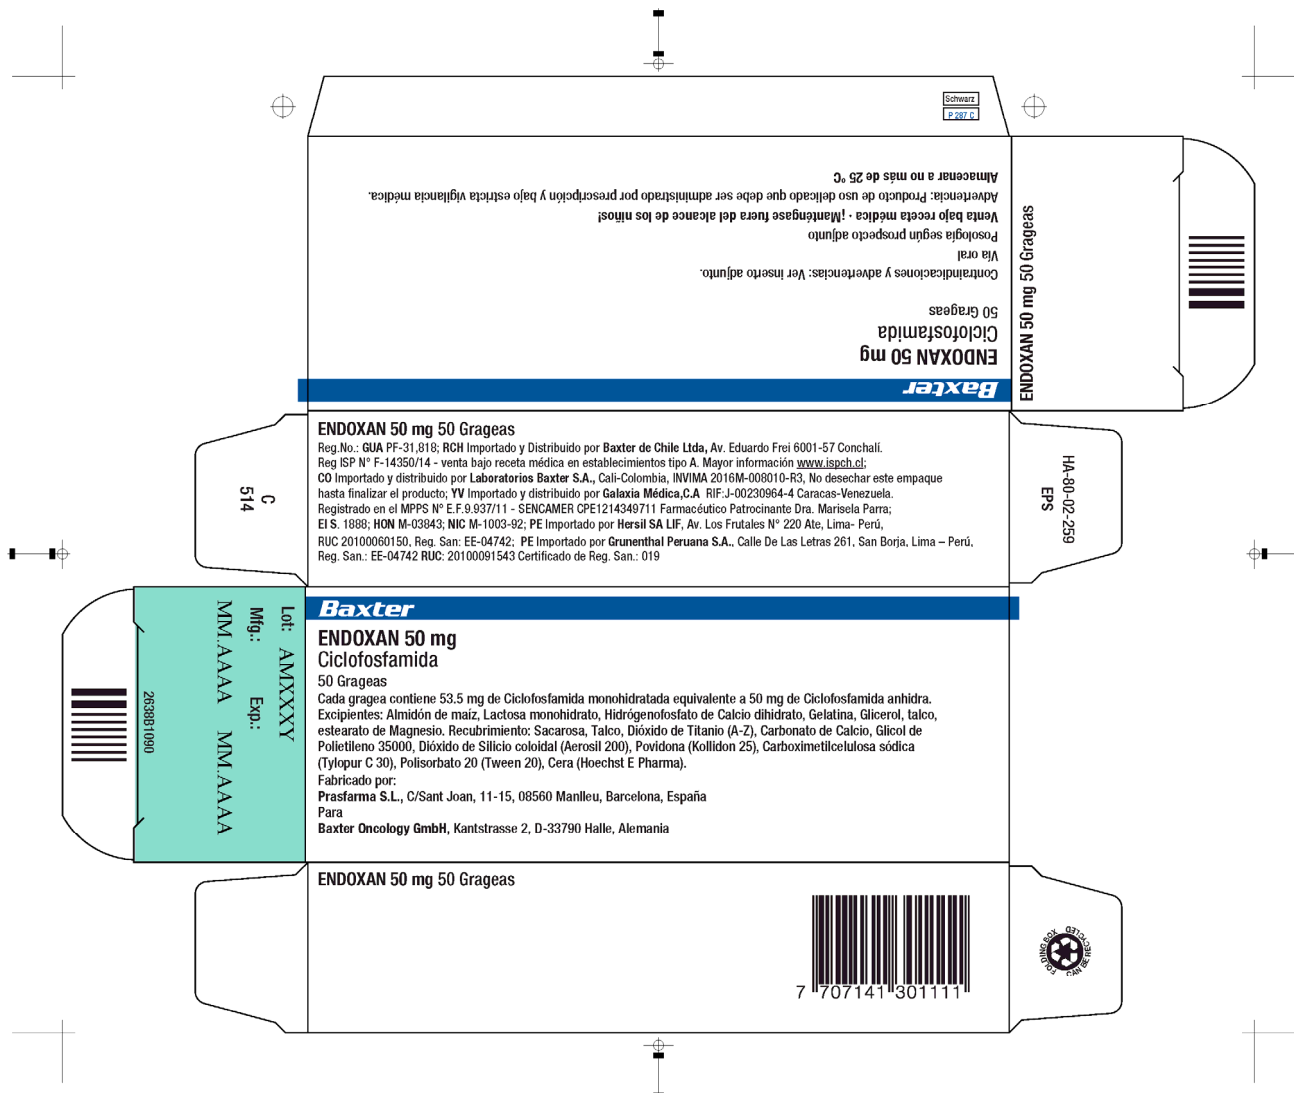 Schwarz
P 287 C
Almacenar a no más de 25 °C
Advertencia: Producto de uso delicado que debe ser administrado por prescripción y bajo estricta vigilancia médica.
Venta bajo receta médica · ¡Manténgase fuera del alcance de los niños!
Posología según prospecto adjunto
Vía oral
Contraindicaciones y advertencias: Ver inserto adjunto.
50 Grageas
Ciclofosfamida
ENDOXAN 50 mg
Baxter
ENDOXAN 50 mg 50 Grageas
ENDOXAN 50 mg 50 Grageas
Reg.No.: GUA PF-31,818; RCH Importado y Distribuido por Baxter de Chile Ltda, Av. Eduardo Frei 6001-57 Conchalí.
Reg ISP N° F-14350/14 - venta bajo receta médica en establecimientos tipo A. Mayor información www.ispch.cl;
CO Importado y distribuido por Laboratorios Baxter S.A., Cali-Colombia, INVIMA 2016M-008010-R3, No desechar este empaque
hasta finalizar el producto; YV Importado y distribuido por Galaxia Médica,C.A RIF:J-00230964-4 Caracas-Venezuela.
Registrado en el MPPS N° E.F.9.937/11 - SENCAMER CPE1214349711 Farmacéutico Patrocinante Dra. Marisela Parra;
El S. 1888; HON M-03843; NIC M-1003-92; PE Importado por Hersil SA LIF, Av. Los Frutales N° 220 Ate, Lima- Perú,
RUC 20100060150, Reg. San: EE-04742; PE Importado por Grunenthal Peruana S.A., Calle De Las Letras 261, San Borja, Lima – Perú,
Reg. San.: EE-04742 RUC: 20100091543 Certificado de Reg. San.: 019
C
514
HA-80-02-259
EPS
Baxter
ENDOXAN 50 mg
Ciclofosfamida
50 Grageas
Cada gragea contiene 53.5 mg de Ciclofosfamida monohidratada equivalente a 50 mg de Ciclofosfamida anhidra.
Excipientes: Almidón de maíz, Lactosa monohidrato, Hidrógenofosfato de Calcio dihidrato, Gelatina, Glicerol, talco,
estearato de Magnesio. Recubrimiento: Sacarosa, Talco, Dióxido de Titanio (A-Z), Carbonato de Calcio, Glicol de
Polietileno 35000, Dióxido de Silicio coloidal (Aerosil 200), Povidona (Kollidon 25), Carboximetilcelulosa sódica
(Tylopur C 30), Polisorbato 20 (Tween 20), Cera (Hoechst E Pharma).
Fabricado por:
Prasfarma S.L., C/Sant Joan, 11-15, 08560 Manlleu, Barcelona, España
Para
Baxter Oncology GmbH, Kantstrasse 2, D-33790 Halle, Alemania
Lot: AMXXXY
Mfg.: Exp.:
MM.AAAA MM.AAAA
2638B1090
ENDOXAN 50 mg 50 Grageas
7 707141 301111
FOLDING BOX
CAN BE RECYCLED